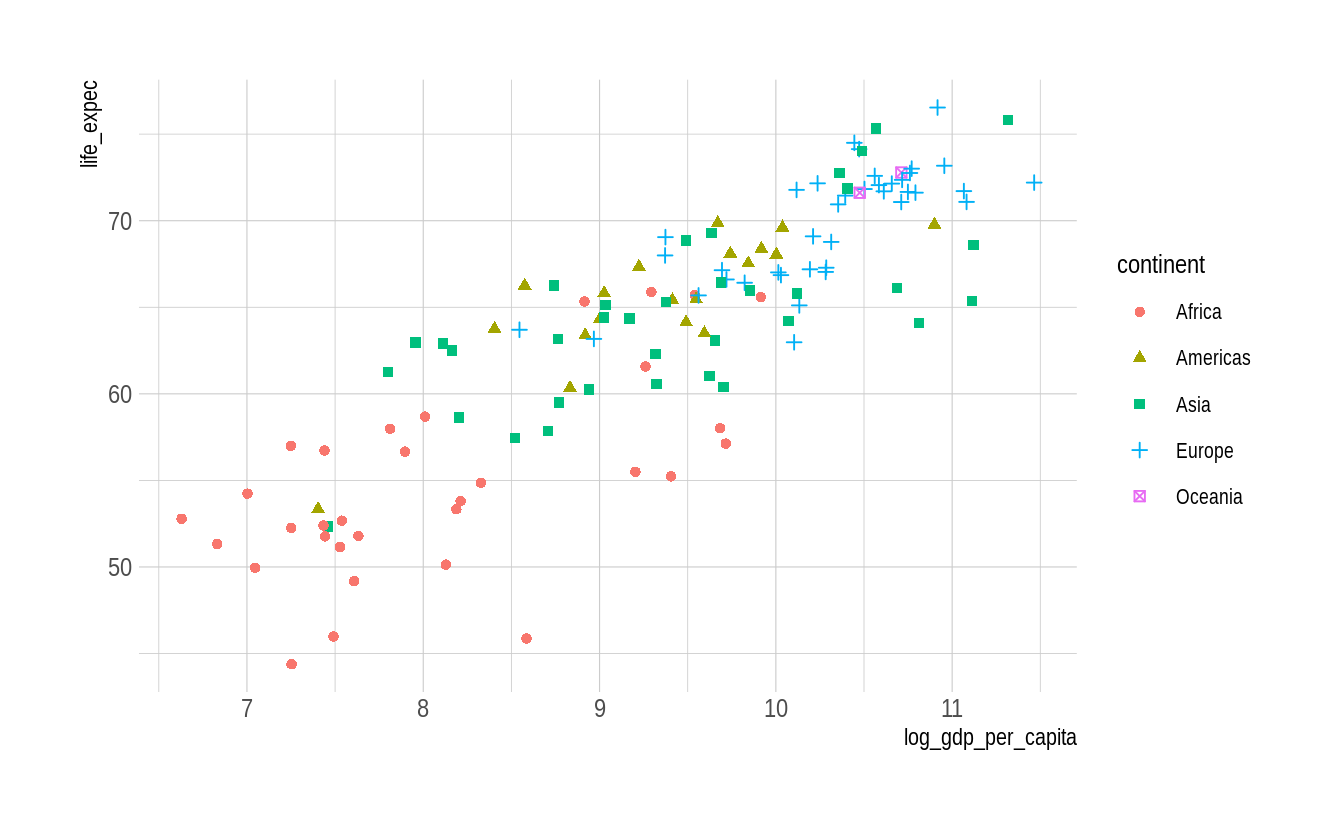 life_expec
70
60
50
7 8 9 10 11
log_gdp_per_capita
continent
Africa
Americas
Asia
Europe
Oceania